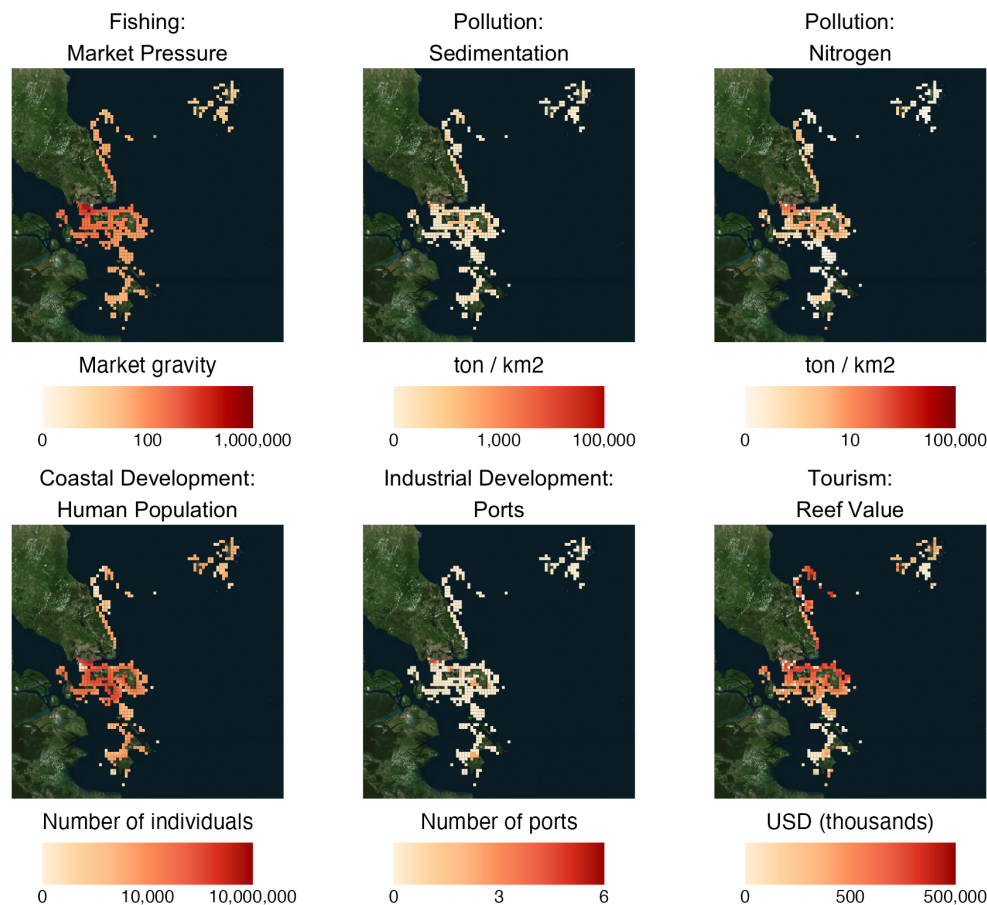 Fishing:
Market Pressure
Pollution:
Sedimentation
Pollution:
Nitrogen
Market gravity
0 100 1,000,000
ton / km2
0 1,000 100,000
ton / km2
0 10 100,000
Coastal Development:
Human Population
Industrial Development:
Ports
Tourism:
Reef Value
Number of individuals
0 10,000 10,000,000
Number of ports
0 3 6
USD (thousands)
0 500 500,000